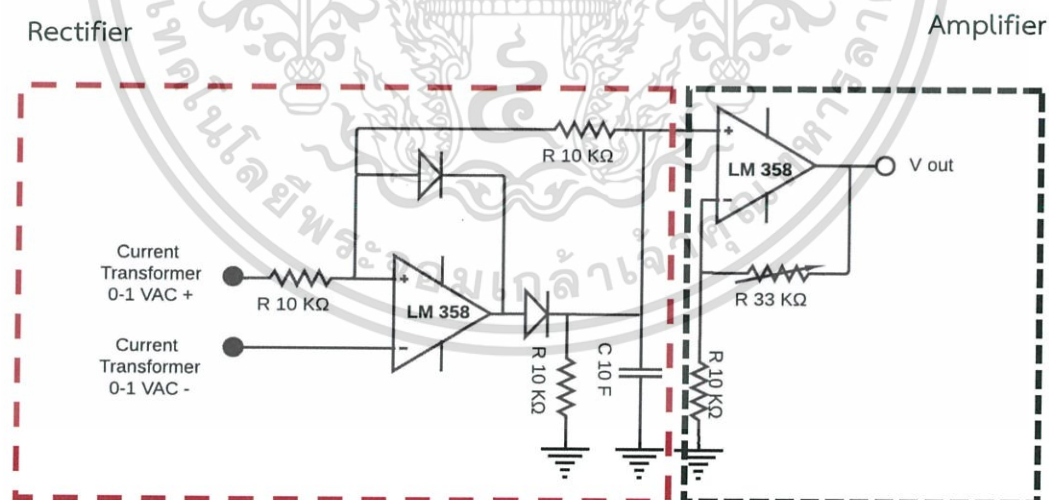 Rectifier
Amplifier
R 10 KΩ
+
LM 358
-
V out
Current
Transformer
0-1 VAC +
R 10 KΩ
+
LM 358
-
R 33 KΩ
Current
Transformer
0-1 VAC -
R 10 KΩ
C 10 F
R 10 KΩ